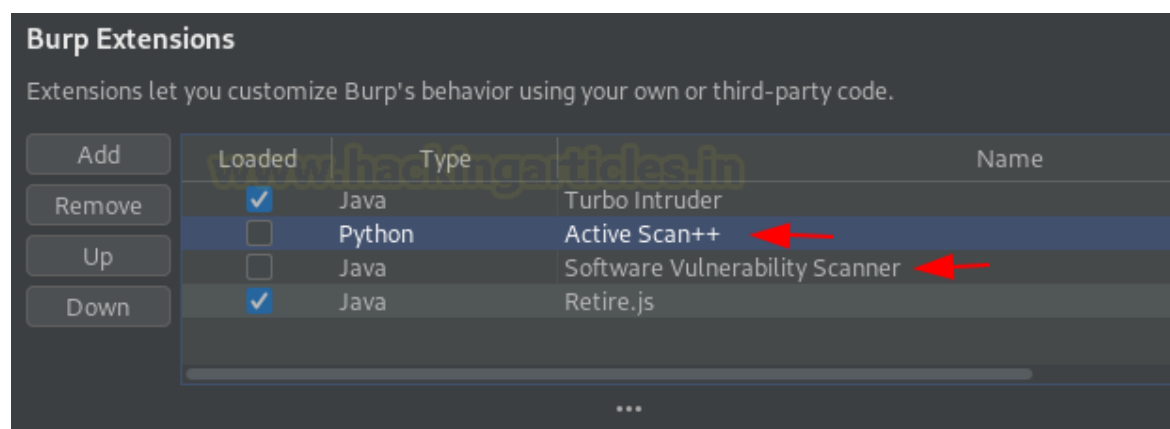 Burp Extensions
Extensions let you customize Burp's behavior using your own or third-party code.
Add
Remove
Up
Down
Loaded Type Name
www.hackingarticles.in
Java Turbo Intruder
Python Active Scan++
Java Software Vulnerability Scanner
Java Retire.js